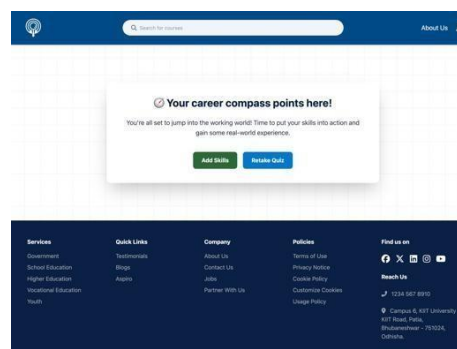 Search for courses
About Us
Your career compass points here!
You're all set to jump into the working world! Time to put your skills into action and
gain some real-world experience.
Add Skills
Retake Quiz
Services
Government
School Education
Higher Education
Vocational Education
Youth
Quick Links
Testimonials
Blogs
Aspiro
Company
About Us
Contact Us
Jobs
Partner With Us
Policies
Terms of Use
Privacy Notice
Cookie Policy
Customize Cookies
Usage Policy
Find us on
Reach Us
1234 567 8910
Campus 6, KIIT University
KIIT Road, Patia,
Bhubaneshwar - 751024,
Odhisha.